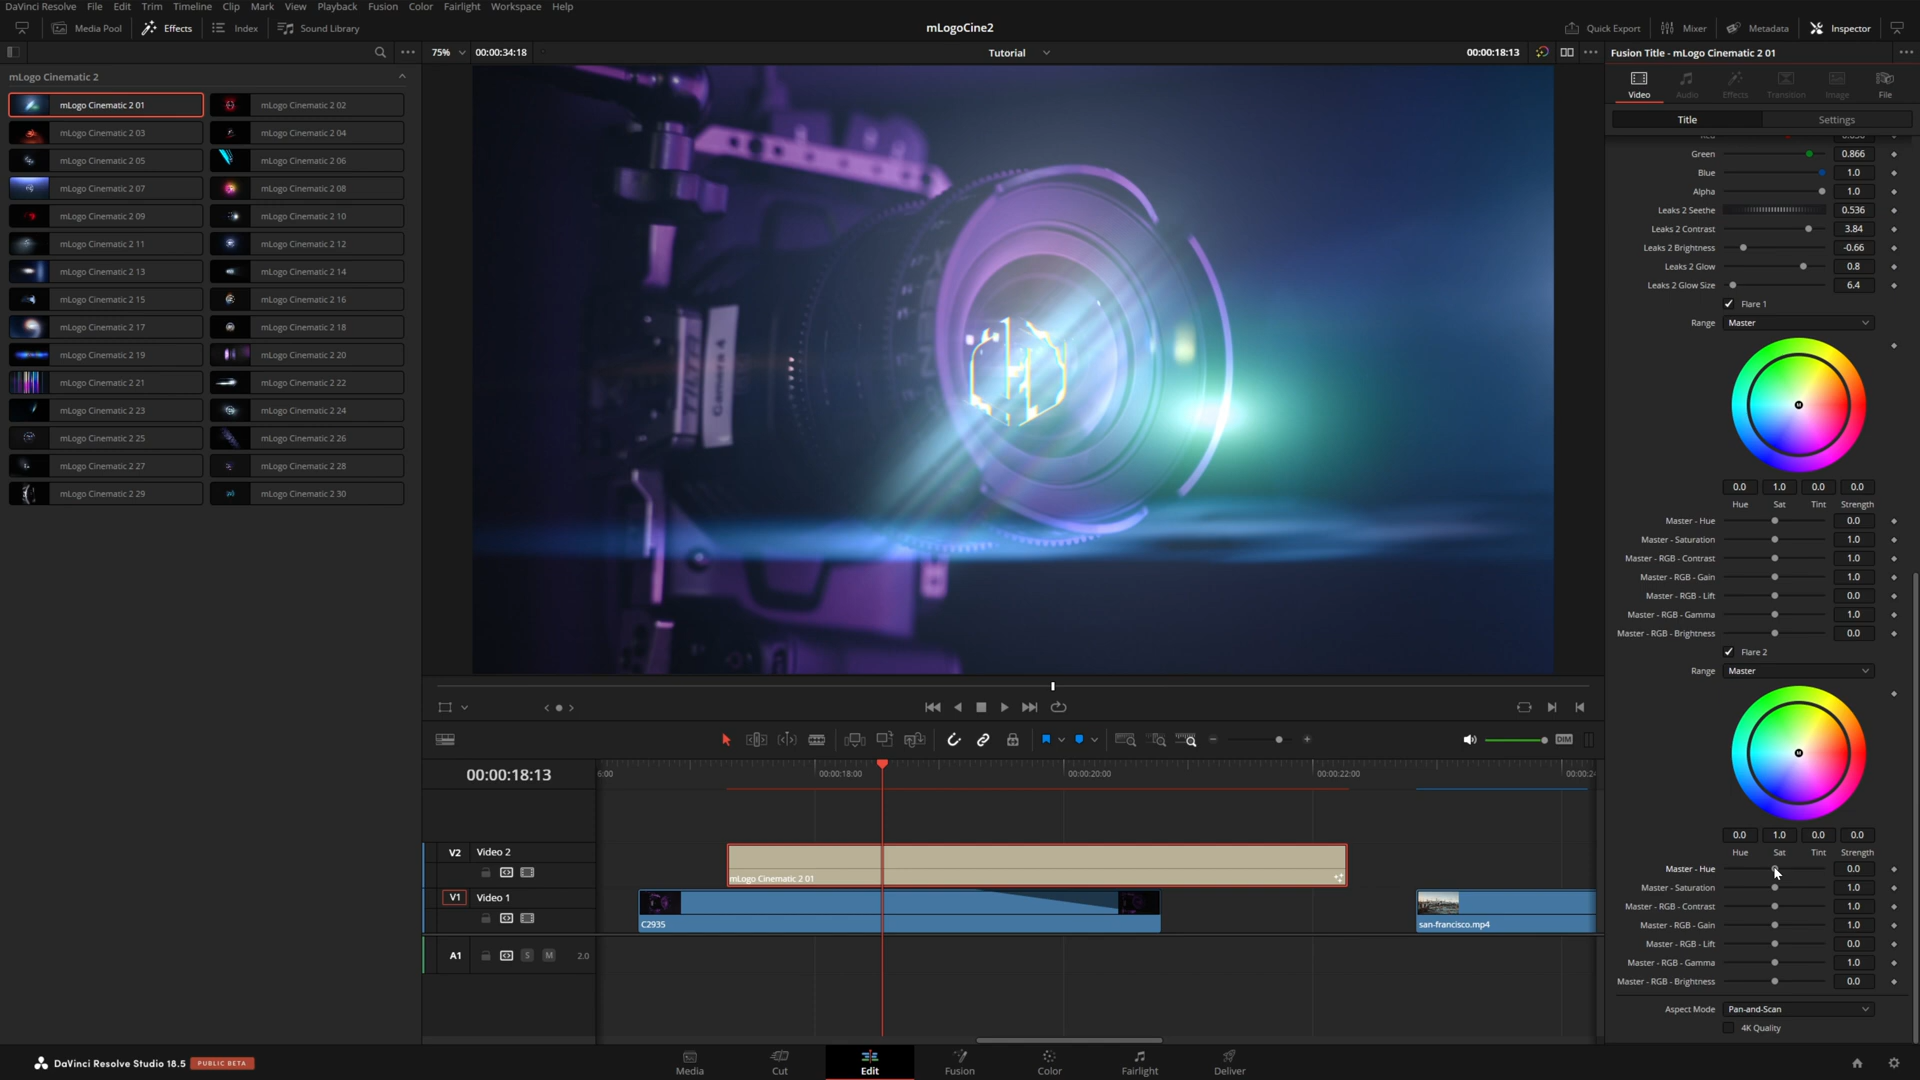 DaVinci Resolve File Edit Trim Timeline Clip Mark View Playback Fusion Color Fairlight Workspace Help
Media Pool Effects Index Sound Library
mLogoCine2
Quick Export Mixer Metadata Inspector
75% 00:00:34:18
Tutorial
00:00:18:13
Fusion Title - mLogo Cinematic 2 01
mLogo Cinematic 2
mLogo Cinematic 2 01 mLogo Cinematic 2 02
mLogo Cinematic 2 03 mLogo Cinematic 2 04
mLogo Cinematic 2 05 mLogo Cinematic 2 06
mLogo Cinematic 2 07 mLogo Cinematic 2 08
mLogo Cinematic 2 09 mLogo Cinematic 2 10
mLogo Cinematic 2 11 mLogo Cinematic 2 12
mLogo Cinematic 2 13 mLogo Cinematic 2 14
mLogo Cinematic 2 15 mLogo Cinematic 2 16
mLogo Cinematic 2 17 mLogo Cinematic 2 18
mLogo Cinematic 2 19 mLogo Cinematic 2 20
mLogo Cinematic 2 21 mLogo Cinematic 2 22
mLogo Cinematic 2 23 mLogo Cinematic 2 24
mLogo Cinematic 2 25 mLogo Cinematic 2 26
mLogo Cinematic 2 27 mLogo Cinematic 2 28
mLogo Cinematic 2 29 mLogo Cinematic 2 30
TILTA
Camera 4
Video Audio Effects Transition Image File
Title Settings
Green 0.866
Blue 1.0
Alpha 1.0
Leaks 2 Seethe 0.536
Leaks 2 Contrast 3.84
Leaks 2 Brightness -0.66
Leaks 2 Glow 0.8
Leaks 2 Glow Size 6.4
Flare 1
Range Master
0.0 1.0 0.0 0.0
Hue Sat Tint Strength
Master - Hue 0.0
Master - Saturation 1.0
Master - RGB - Contrast 1.0
Master - RGB - Gain 1.0
Master - RGB - Lift 0.0
Master - RGB - Gamma 1.0
Master - RGB - Brightness 0.0
Flare 2
Range Master
0.0 1.0 0.0 0.0
Hue Sat Tint Strength
Master - Hue 0.0
Master - Saturation 1.0
Master - RGB - Contrast 1.0
Master - RGB - Gain 1.0
Master - RGB - Lift 0.0
Master - RGB - Gamma 1.0
Master - RGB - Brightness 0.0
Aspect Mode Pan-and-Scan
4K Quality
DIM
00:00:18:13
6:00 00:00:18:00 00:00:20:00 00:00:22:00 00:00:24
V2 Video 2
mLogo Cinematic 2 01
V1 Video 1
C2935
san-francisco.mp4
A1 S M 2.0
DaVinci Resolve Studio 18.5 PUBLIC BETA
Media Cut Edit Fusion Color Fairlight Deliver